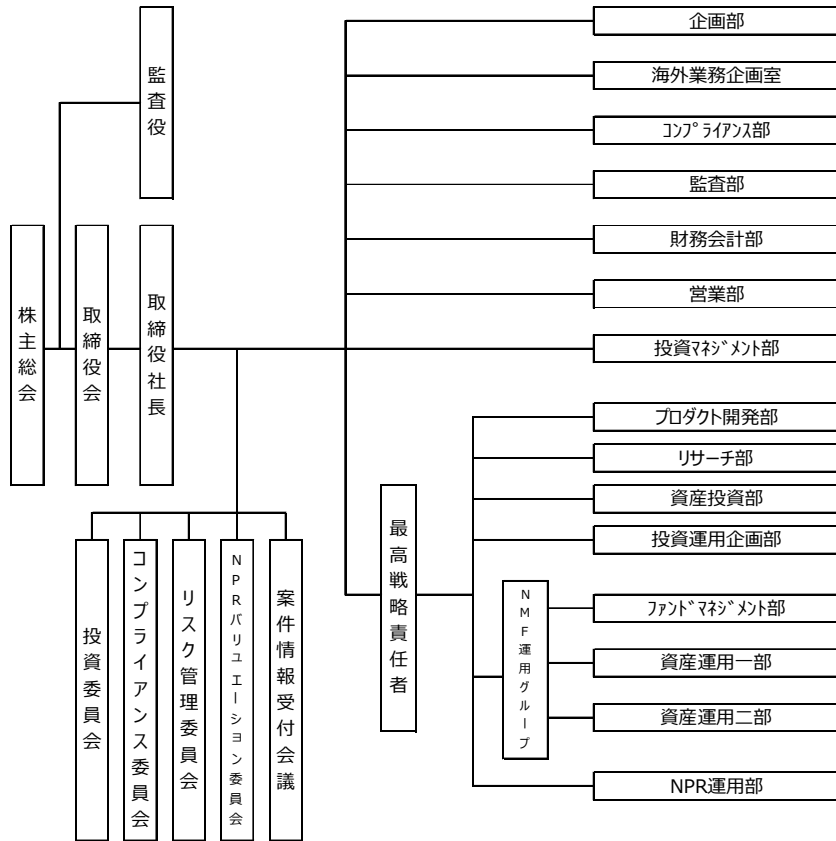 監査役
株主総会
取締役会
取締役社長
投資委員会
コンプライアンス委員会
リスク管理委員会
NPRバリュエーション委員会
案件情報受付会議
企画部
海外業務企画室
ｺﾝﾌﾟﾗｲｱﾝｽ部
監査部
財務会計部
営業部
投資ﾏﾈｼﾞﾒﾝﾄ部
最高戦略責任者
プロダクト開発部
リサーチ部
資産投資部
投資運用企画部
NMF運用グループ
ﾌｧﾝﾄﾞﾏﾈｼﾞﾒﾝﾄ部
資産運用一部
資産運用二部
NPR運用部